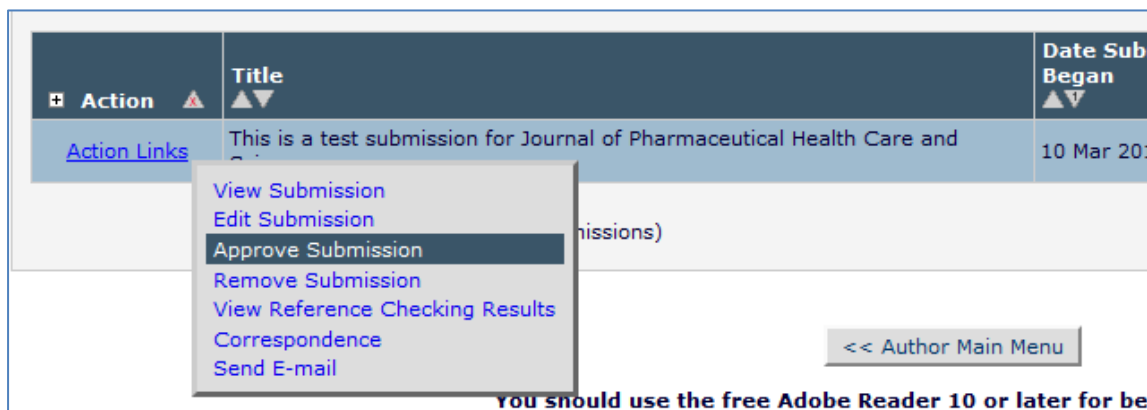 Date Sub
Title Began
Action
Action Links This is a test submission for Journal of Pharmaceutical Health Care and 10 Mar 201
View Submission
Edit Submission
Approve Submission issions)
Remove Submission
View Reference Checking Results
Correspondence << Author Main Menu
Send E-mail
You should use the free Adobe Reader 10 or later for be